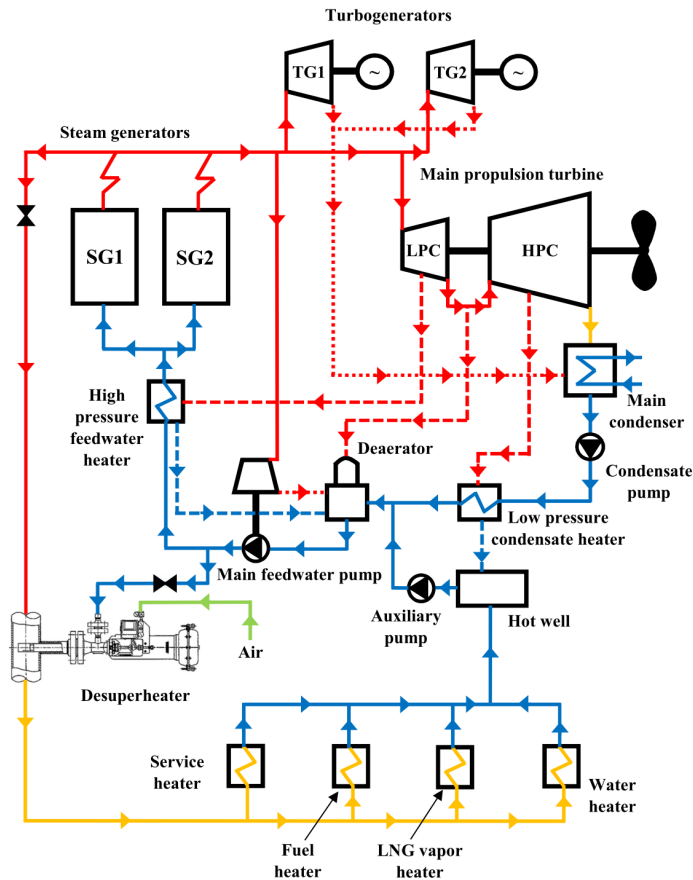 Turbogenerators
TG1
~
TG2
~
Steam generators
Main propulsion turbine
SG1
SG2
LPC
HPC
High
pressure
feedwater
heater
Main
condenser
Deaerator
Condensate
pump
Low pressure
condensate heater
Main feedwater pump
Auxiliary
pump
Hot well
Air
Desuperheater
Service
heater
Water
heater
Fuel
heater
LNG vapor
heater